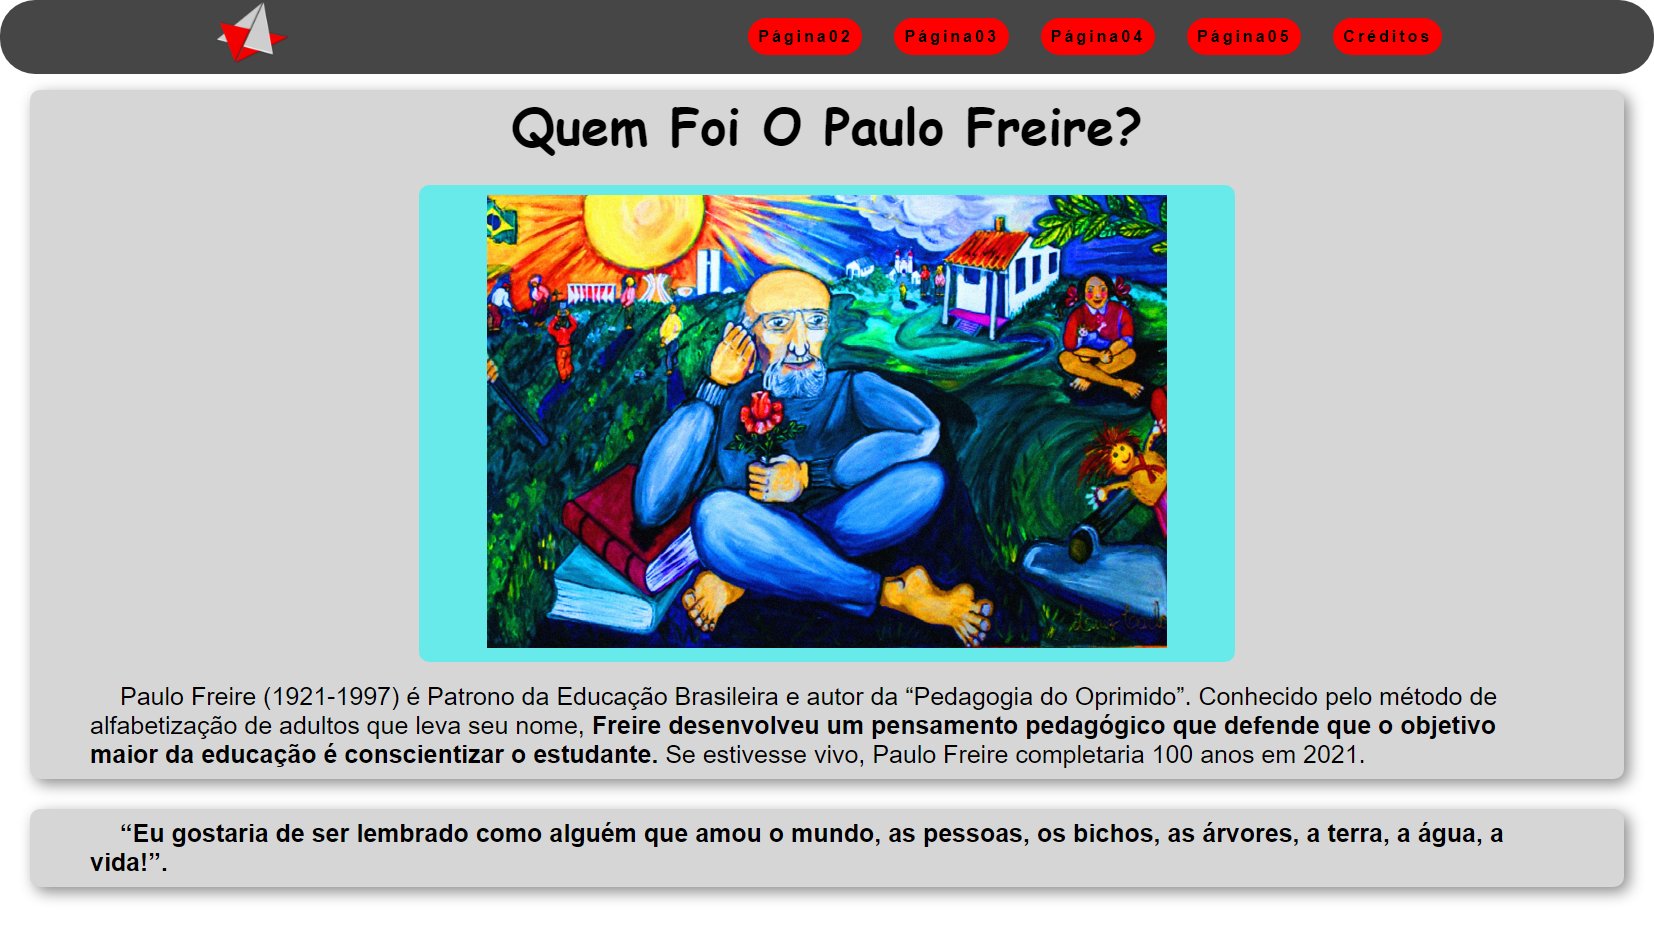 Página02 Página03 Página04 Página05 Créditos
Quem Foi O Paulo Freire?
Paulo Freire (1921-1997) é Patrono da Educação Brasileira e autor da “Pedagogia do Oprimido”. Conhecido pelo método de
alfabetização de adultos que leva seu nome, Freire desenvolveu um pensamento pedagógico que defende que o objetivo
maior da educação é conscientizar o estudante. Se estivesse vivo, Paulo Freire completaria 100 anos em 2021.
“Eu gostaria de ser lembrado como alguém que amou o mundo, as pessoas, os bichos, as árvores, a terra, a água, a
vida!”.